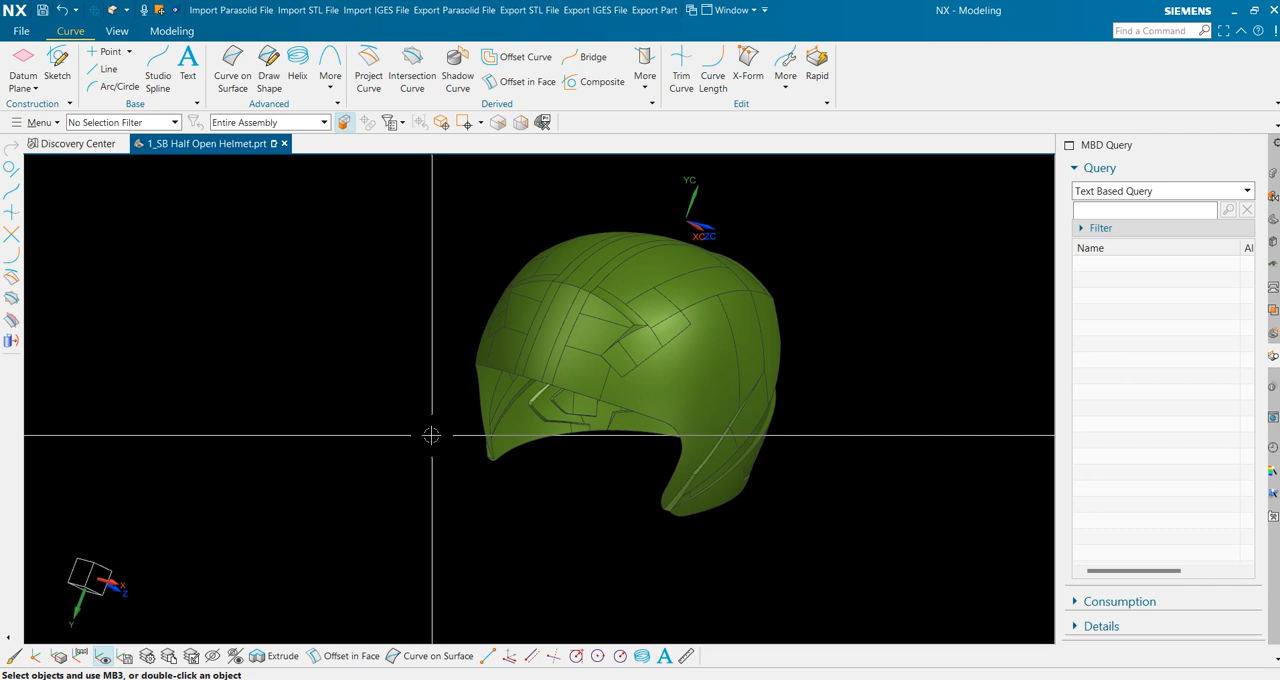 NX Import Parasolid File Import STL File Import IGES File Export Parasolid File Export STL File Export IGES File Export Part Window NX - Modeling SIEMENS
File Curve View Modeling Find a Command
Datum Plane Sketch Point Line Arc/Circle Studio Spline Text Curve on Surface Draw Shape Helix More Project Curve Intersection Curve Shadow Curve Offset Curve Offset in Face Bridge Composite More Trim Curve Curve Length X-Form More Rapid
Construction Base Advanced Derived Edit
Menu No Selection Filter Entire Assembly
Discovery Center 1_SB Half Open Helmet.prt
MBD Query
Query
Text Based Query
Filter
Name Al
YC
XC ZC
X
Z
Y
Consumption
Details
Extrude Offset in Face Curve on Surface
Select objects and use MB3, or double-click an object